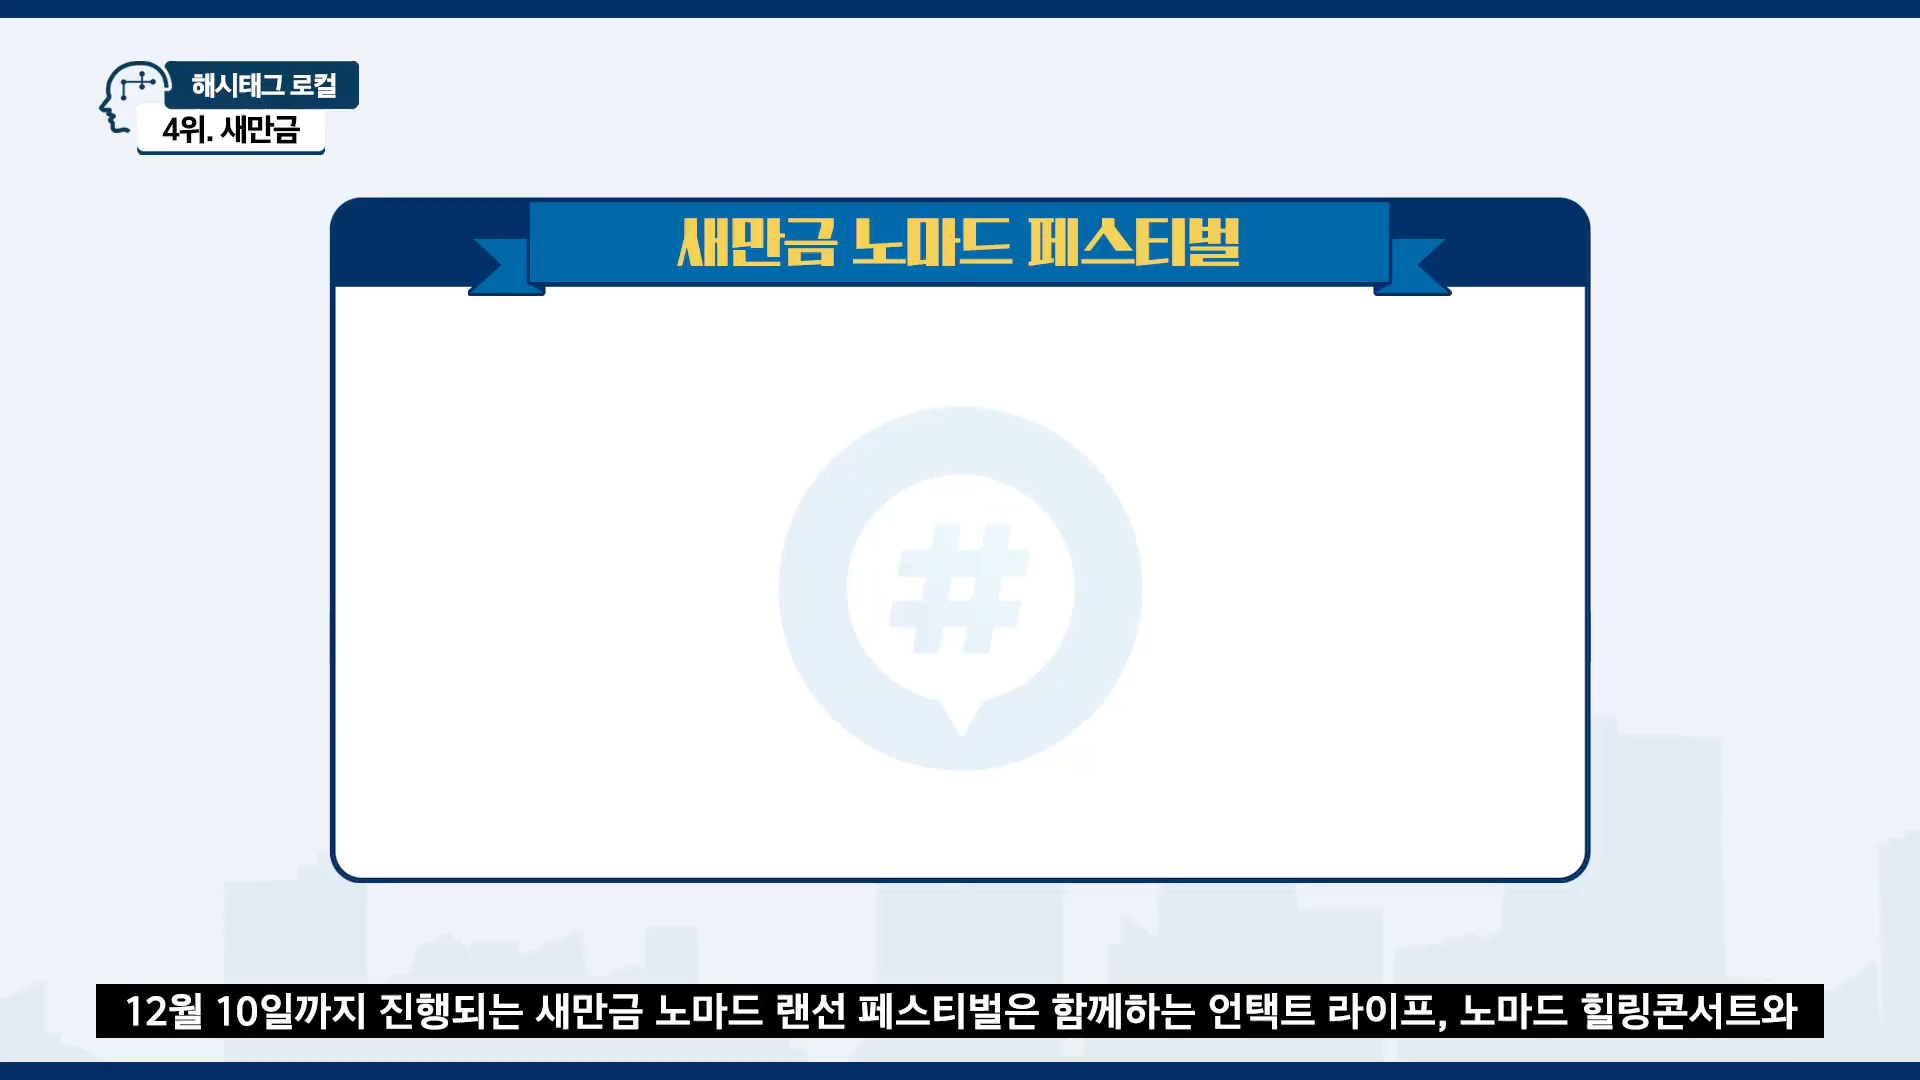 해시태그 로컬
4위. 새만금
새만금 노마드 페스티벌
#
12월 10일까지 진행되는 새만금 노마드 랜선 페스티벌은 함께하는 언택트 라이프, 노마드 힐링콘서트와